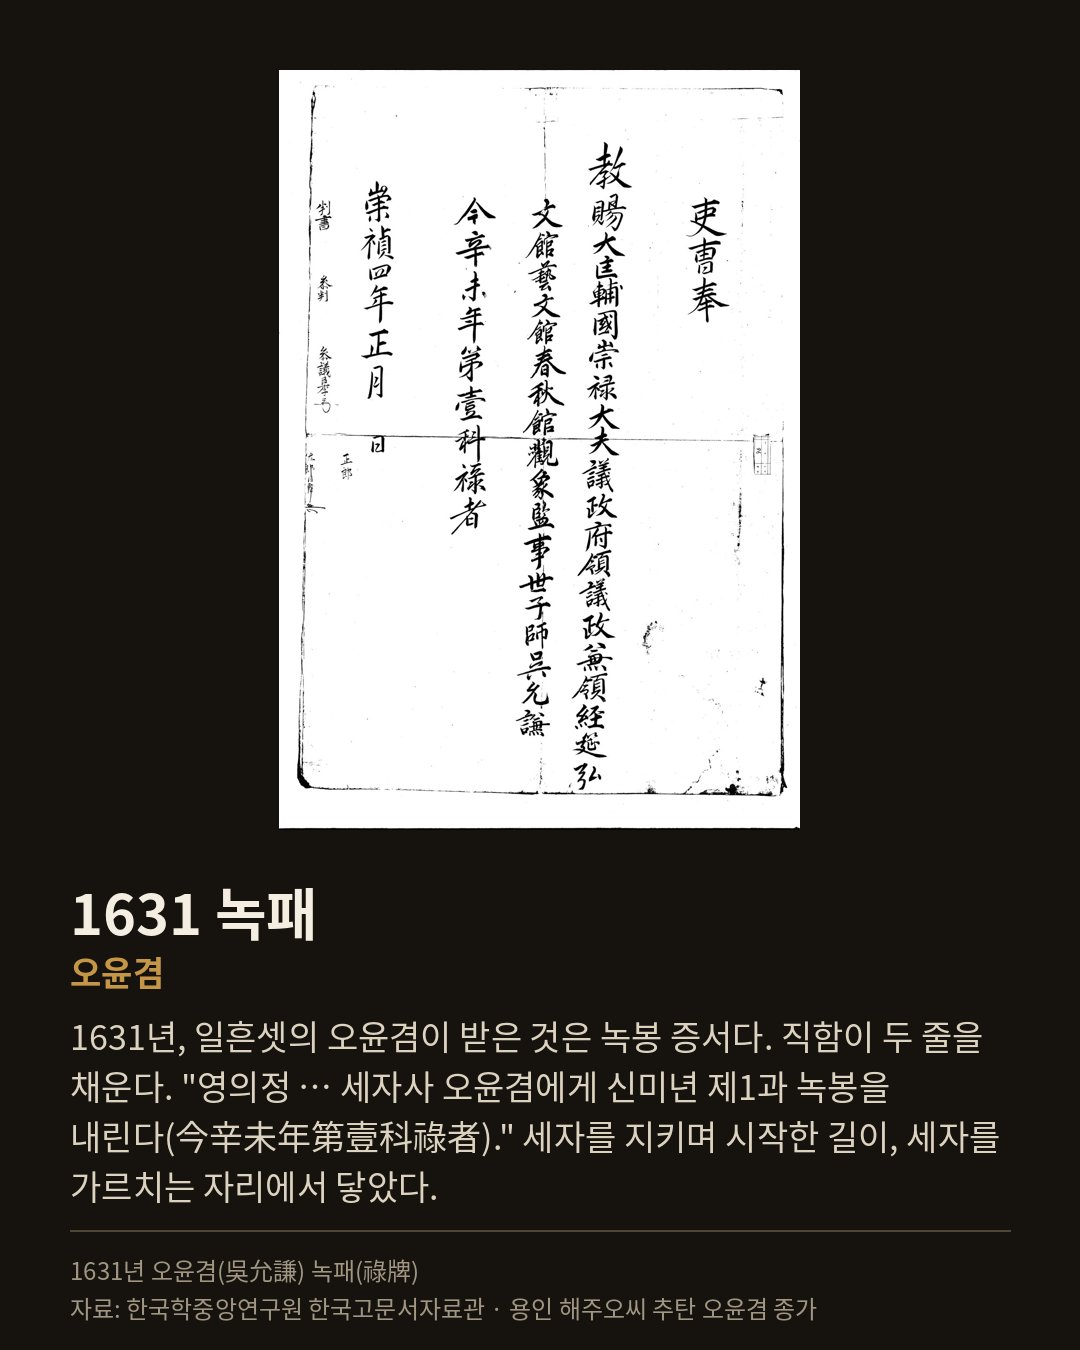 吏曹奉
教賜大匡輔國崇禄大夫議政府領議政兼領経筵弘
文館藝文館春秋館觀象監事世子師吳允謙
今辛未年第壹科祿者
崇禎四年正月 日
判書 叅判 叅議
正郎
1631 녹패
오윤겸
1631년, 일흔셋의 오윤겸이 받은 것은 녹봉 증서다. 직함이 두 줄을
채운다. "영의정 … 세자사 오윤겸에게 신미년 제1과 녹봉을
내린다(今辛未年第壹科祿者)." 세자를 지키며 시작한 길이, 세자를
가르치는 자리에서 닿았다.
1631년 오윤겸(吳允謙) 녹패(祿牌)
자료: 한국학중앙연구원 한국고문서자료관 · 용인 해주오씨 추탄 오윤겸 종가